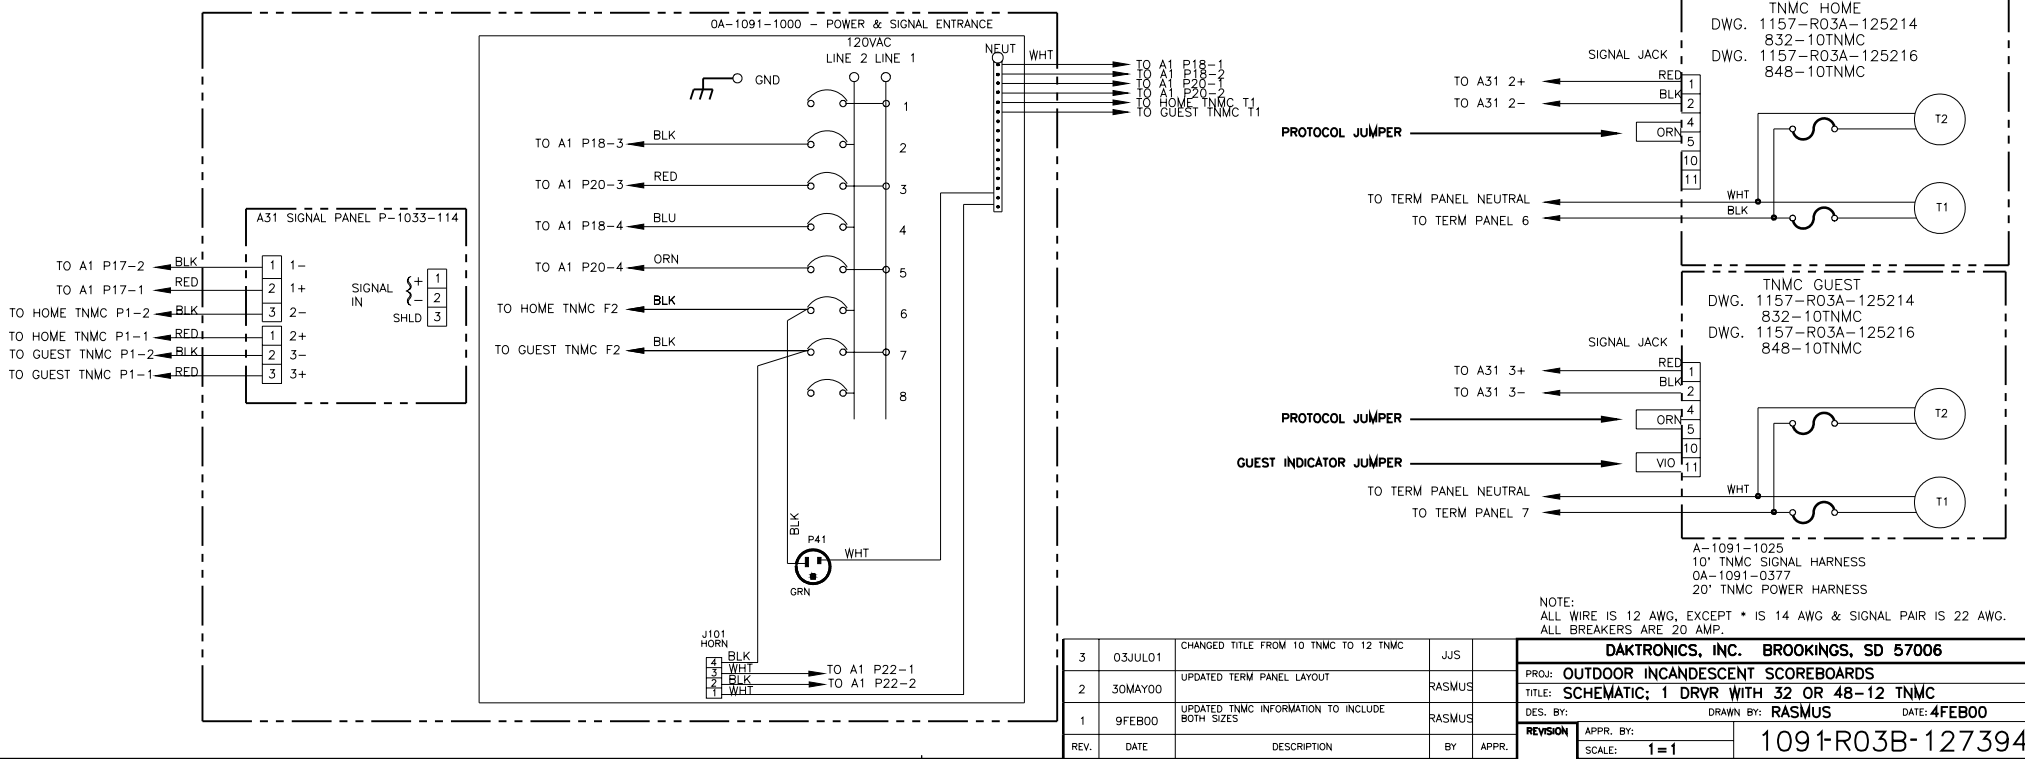 0A-1091-1000 - POWER & SIGNAL ENTRANCE
120VAC
LINE 2 LINE 1
NEUT
WHT
GND
TO A1 P18-1
TO A1 P18-2
TO A1 P20-1
TO A1 P20-2
TO HOME TNMC T1
TO GUEST TNMC T1
1
TO A1 P18-3 BLK 2
TO A1 P20-3 RED 3
TO A1 P18-4 BLU 4
TO A1 P20-4 ORN 5
TO HOME TNMC F2 BLK 6
TO GUEST TNMC F2 BLK 7
8
A31 SIGNAL PANEL P-1033-114
TO A1 P17-2 BLK 1 1-
TO A1 P17-1 RED 2 1+
TO HOME TNMC P1-2 BLK 3 2-
TO HOME TNMC P1-1 RED 1 2+
TO GUEST TNMC P1-2 BLK 2 3-
TO GUEST TNMC P1-1 RED 3 3+
SIGNAL IN
+ 1
- 2
SHLD 3
BLK
P41
WHT
GRN
J101
HORN
4 BLK
3 WHT TO A1 P22-1
2 BLK TO A1 P22-2
1 WHT
TNMC HOME
DWG. 1157-R03A-125214
832-10TNMC
DWG. 1157-R03A-125216
848-10TNMC
SIGNAL JACK
TO A31 2+ RED 1
TO A31 2- BLK 2
PROTOCOL JUMPER ORN 4
5
10
11
T2
TO TERM PANEL NEUTRAL WHT
TO TERM PANEL 6 BLK
T1
TNMC GUEST
DWG. 1157-R03A-125214
832-10TNMC
DWG. 1157-R03A-125216
848-10TNMC
SIGNAL JACK
TO A31 3+ RED 1
TO A31 3- BLK 2
PROTOCOL JUMPER ORN 4
5
10
GUEST INDICATOR JUMPER VIO 11
T2
TO TERM PANEL NEUTRAL WHT
TO TERM PANEL 7
T1
A-1091-1025
10' TNMC SIGNAL HARNESS
0A-1091-0377
20' TNMC POWER HARNESS
NOTE:
ALL WIRE IS 12 AWG, EXCEPT * IS 14 AWG & SIGNAL PAIR IS 22 AWG.
ALL BREAKERS ARE 20 AMP.
3 03JUL01 CHANGED TITLE FROM 10 TNMC TO 12 TNMC JJS
2 30MAY00 UPDATED TERM PANEL LAYOUT RASMUS
1 9FEB00 UPDATED TNMC INFORMATION TO INCLUDE
BOTH SIZES RASMUS
REV. DATE DESCRIPTION BY APPR.
DAKTRONICS, INC. BROOKINGS, SD 57006
PROJ: OUTDOOR INCANDESCENT SCOREBOARDS
TITLE: SCHEMATIC; 1 DRVR WITH 32 OR 48-12 TNMC
DES. BY: DRAWN BY: RASMUS DATE: 4FEB00
REVISION APPR. BY:
SCALE: 1=1
1091-R03B-127394